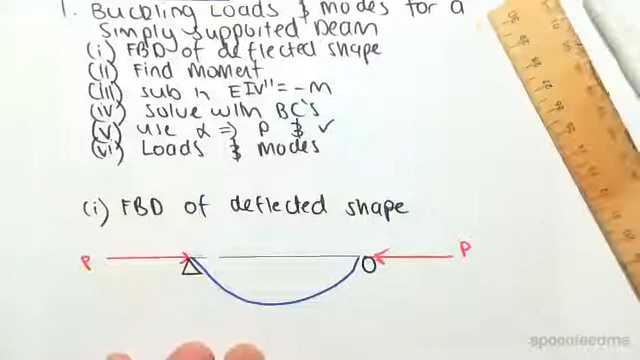 1. Buckling Loads & modes for a
Simply supported beam
(i) FBD of deflected shape
(ii) Find Moment
(iii) sub in EIV''= -M
(iv) solve with BC's
(v) use α => P & v
(vi) Loads & modes
(i) FBD of deflected shape
P
P
spoonfeedme